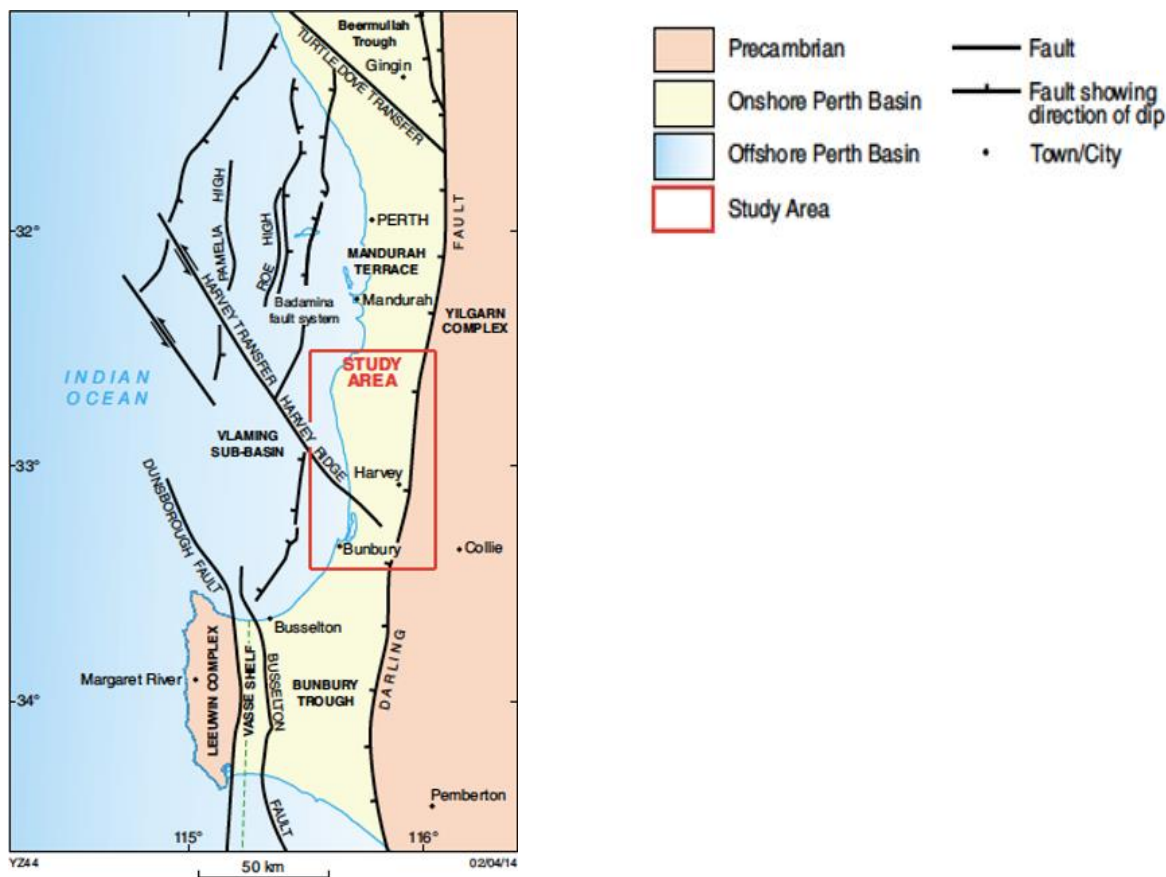 Beermullah
Trough
Gingin
TURTLE DOVE TRANSFER
32°
PAMELIA HIGH
ROE HIGH
PERTH
FAULT
MANDURAH
TERRACE
Mandurah
Badamina
fault system
HARVEY TRANSFER
YILGARN
COMPLEX
INDIAN
OCEAN
STUDY
AREA
VLAMING
SUB-BASIN
HARVEY RIDGE
33°
Harvey
DUNSBOROUGH FAULT
Bunbury
Collie
Busselton
Margaret River
LEEUWIN COMPLEX
VASSE SHELF
BUSSELTON
BUNBURY
TROUGH
DARLING
34°
Pemberton
FAULT
115°
116°
YZ44
50 km
02/04/14
Precambrian
Onshore Perth Basin
Offshore Perth Basin
Study Area
Fault
Fault showing
direction of dip
Town/City